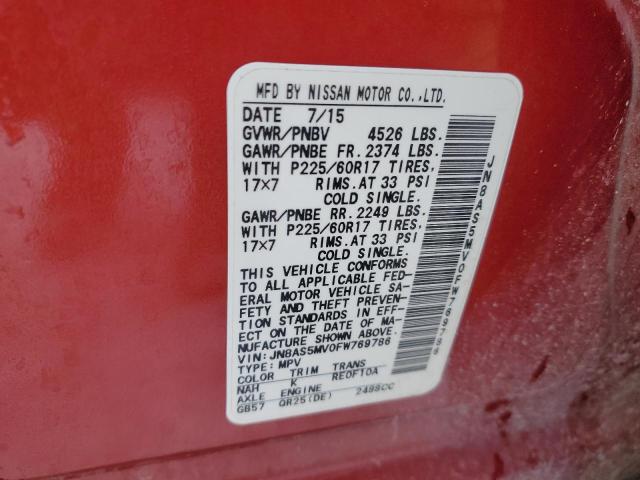 MFD BY NISSAN MOTOR CO.,LTD.
DATE 7/15
GVWR/PNBV 4526 LBS.
GAWR/PNBE FR. 2374 LBS.
WITH P225/60R17 TIRES,
17×7 RIMS.AT 33 PSI
COLD SINGLE.
GAWR/PNBE RR. 2249 LBS.
WITH P225/60R17 TIRES,
17×7 RIMS.AT 33 PSI
COLD SINGLE.
THIS VEHICLE CONFORMS
TO ALL APPLICABLE FED-
ERAL MOTOR VEHICLE SA-
FETY AND THEFT PREVEN-
TION STANDARDS IN EFF-
ECT ON THE DATE OF MA-
NUFACTURE SHOWN ABOVE.
VIN: JN8AS5MV0FW769786
TYPE: MPV
COLOR TRIM TRANS
NAH K RE0F10A
AXLE ENGINE
GB57 QR25(DE) 2488CC
JN8AS5MV0FW769786